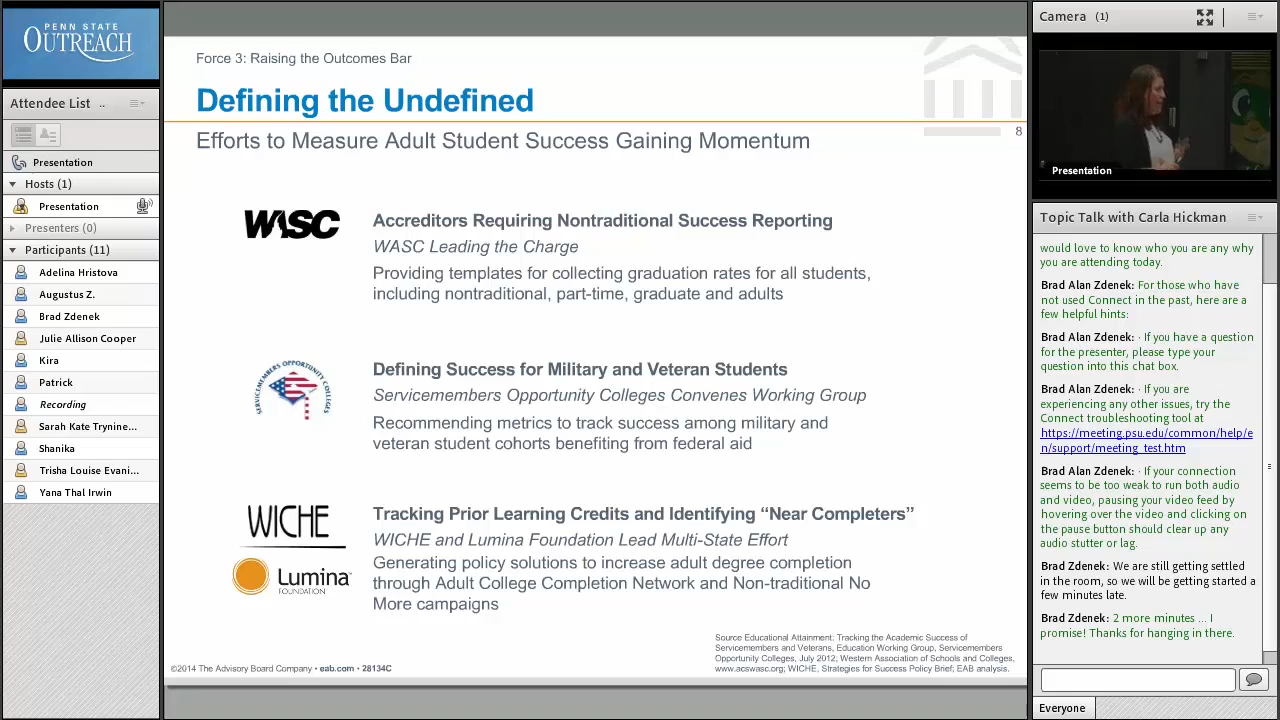 PENN STATE
OUTREACH
Attendee List ..
Presentation
Hosts (1)
Presentation
Presenters (0)
Participants (11)
Adelina Hristova
Augustus Z.
Brad Zdenek
Julie Allison Cooper
Kira
Patrick
Recording
Sarah Kate Trynine...
Shanika
Trisha Louise Evani...
Yana Thal Irwin
Force 3: Raising the Outcomes Bar
Defining the Undefined
8
Efforts to Measure Adult Student Success Gaining Momentum
WASC
Accreditors Requiring Nontraditional Success Reporting
WASC Leading the Charge
Providing templates for collecting graduation rates for all students,
including nontraditional, part-time, graduate and adults
SERVICEMEMBERS OPPORTUNITY COLLEGES
Defining Success for Military and Veteran Students
Servicemembers Opportunity Colleges Convenes Working Group
Recommending metrics to track success among military and
veteran student cohorts benefiting from federal aid
WICHE
Lumina
FOUNDATION
Tracking Prior Learning Credits and Identifying “Near Completers”
WICHE and Lumina Foundation Lead Multi-State Effort
Generating policy solutions to increase adult degree completion
through Adult College Completion Network and Non-traditional No
More campaigns
Source Educational Attainment: Tracking the Academic Success of
Servicemembers and Veterans, Education Working Group, Servicemembers
Opportunity Colleges, July 2012, Western Association of Schools and Colleges,
www.acswasc.org; WICHE, Strategies for Success Policy Brief; EAB analysis.
©2014 The Advisory Board Company • eab.com • 28134C
Camera (1)
Presentation
Topic Talk with Carla Hickman
would love to know who you are any why
you are attending today.
Brad Alan Zdenek: For those who have
not used Connect in the past, here are a
few helpful hints:
Brad Alan Zdenek: · If you have a question
for the presenter, please type your
question into this chat box.
Brad Alan Zdenek: · If you are
experiencing any other issues, try the
Connect troubleshooting tool at
https://meeting.psu.edu/common/help/e
n/support/meeting_test.htm
Brad Alan Zdenek: · If your connection
seems to be too weak to run both audio
and video, pausing your video feed by
hovering over the video and clicking on
the pause button should clear up any
audio stutter or lag.
Brad Zdenek: We are still getting settled
in the room, so we will be getting started a
few minutes late.
Brad Zdenek: 2 more minutes ... I
promise! Thanks for hanging in there.
Everyone